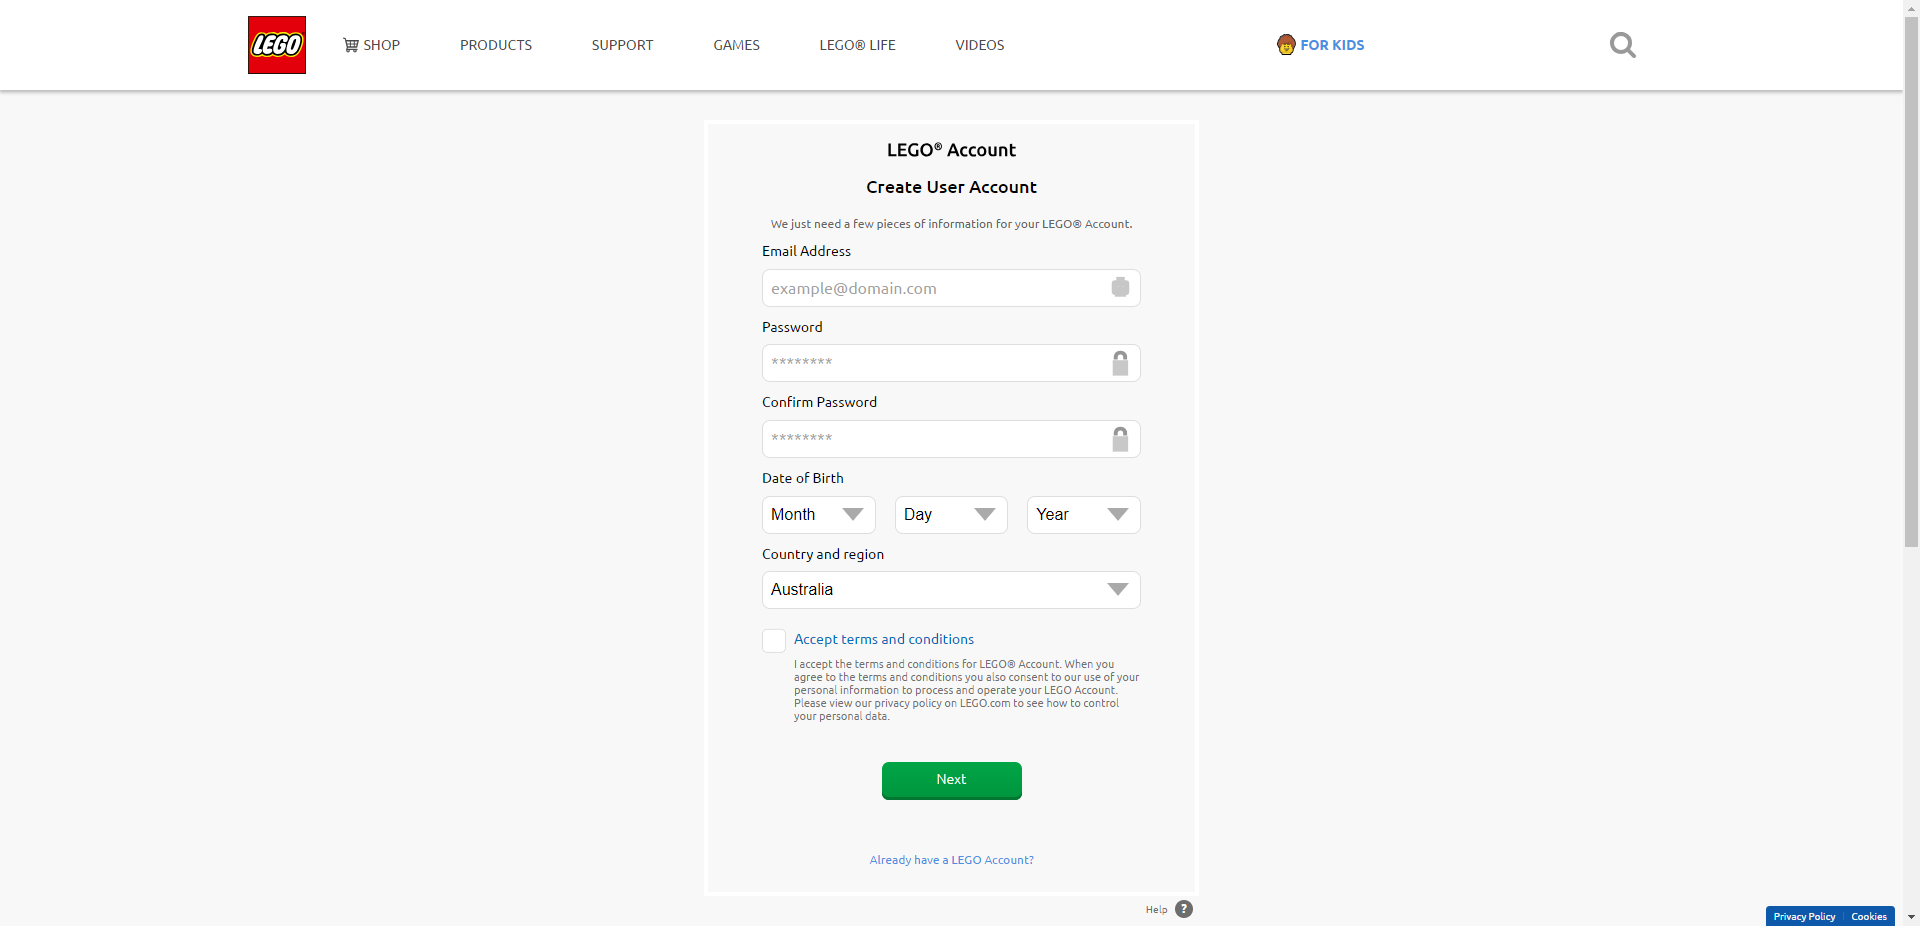 LEGO
SHOP
PRODUCTS
SUPPORT
GAMES
LEGO® LIFE
VIDEOS
FOR KIDS
LEGO® Account
Create User Account
We just need a few pieces of information for your LEGO® Account.
Email Address
example@domain.com
Password
********
Confirm Password
********
Date of Birth
Month
Day
Year
Country and region
Australia
Accept terms and conditions
I accept the terms and conditions for LEGO® Account. When you
agree to the terms and conditions you also consent to our use of your
personal information to process and operate your LEGO Account.
Please view our privacy policy on LEGO.com to see how to control
your personal data.
Next
Already have a LEGO Account?
Help ?
Privacy Policy
Cookies